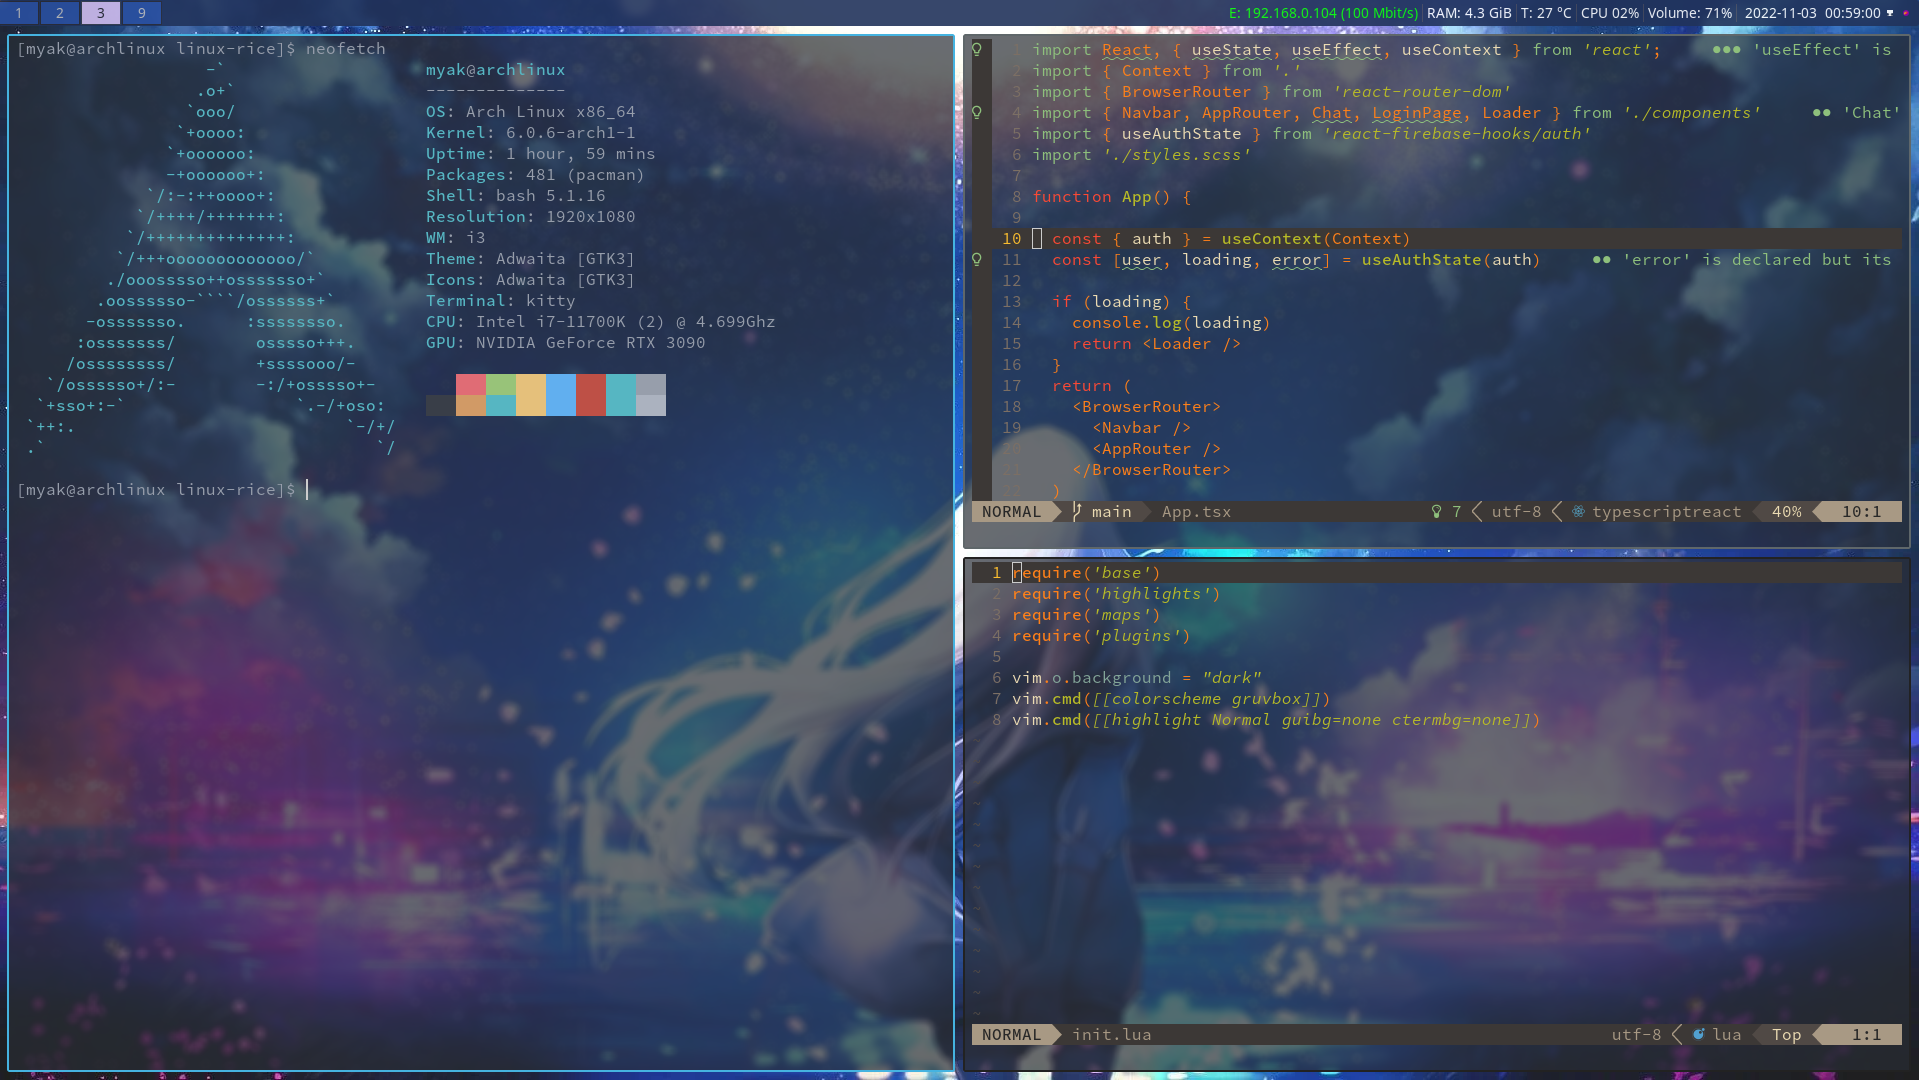 1 2 3 9 E: 192.168.0.104 (100 Mbit/s) RAM: 4.3 GiB T: 27 °C CPU 02% Volume: 71% 2022-11-03 00:59:00
[myak@archlinux linux-rice]$ neofetch
                   -`
                  .o+`
                 `ooo/
                `+oooo:
               `+oooooo:
               -+oooooo+:
             `/:-:++oooo+:
            `/++++/+++++++:
           `/++++++++++++++:
          `/+++ooooooooooooo/`
         ./ooosssso++osssssso+`
        .oossssso-````/ossssss+`
       -osssssso.      :ssssssso.
      :osssssss/        osssso+++.
     /ossssssss/        +ssssooo/-
   `/ossssso+/:-        -:/+osssso+-
  `+sso+:-`                 `.-/+oso:
 `++:.                           `-/+/
 .`                                 `/
myak@archlinux
--------------
OS: Arch Linux x86_64
Kernel: 6.0.6-arch1-1
Uptime: 1 hour, 59 mins
Packages: 481 (pacman)
Shell: bash 5.1.16
Resolution: 1920x1080
WM: i3
Theme: Adwaita [GTK3]
Icons: Adwaita [GTK3]
Terminal: kitty
CPU: Intel i7-11700K (2) @ 4.699Ghz
GPU: NVIDIA GeForce RTX 3090
[myak@archlinux linux-rice]$
1 import React, { useState, useEffect, useContext } from 'react'; ●●● 'useEffect' is
2 import { Context } from '.'
3 import { BrowserRouter } from 'react-router-dom'
4 import { Navbar, AppRouter, Chat, LoginPage, Loader } from './components' ●● 'Chat'
5 import { useAuthState } from 'react-firebase-hooks/auth'
6 import './styles.scss'
7
8 function App() {
9
10 const { auth } = useContext(Context)
11 const [user, loading, error] = useAuthState(auth) ●● 'error' is declared but its
12
13 if (loading) {
14 console.log(loading)
15 return <Loader />
16 }
17 return (
18 <BrowserRouter>
19 <Navbar />
20 <AppRouter />
21 </BrowserRouter>
22 )
NORMAL main App.tsx 7 utf-8 typescriptreact 40% 10:1
1 require('base')
2 require('highlights')
3 require('maps')
4 require('plugins')
5
6 vim.o.background = "dark"
7 vim.cmd([[colorscheme gruvbox]])
8 vim.cmd([[highlight Normal guibg=none ctermbg=none]])
NORMAL init.lua utf-8 lua Top 1:1